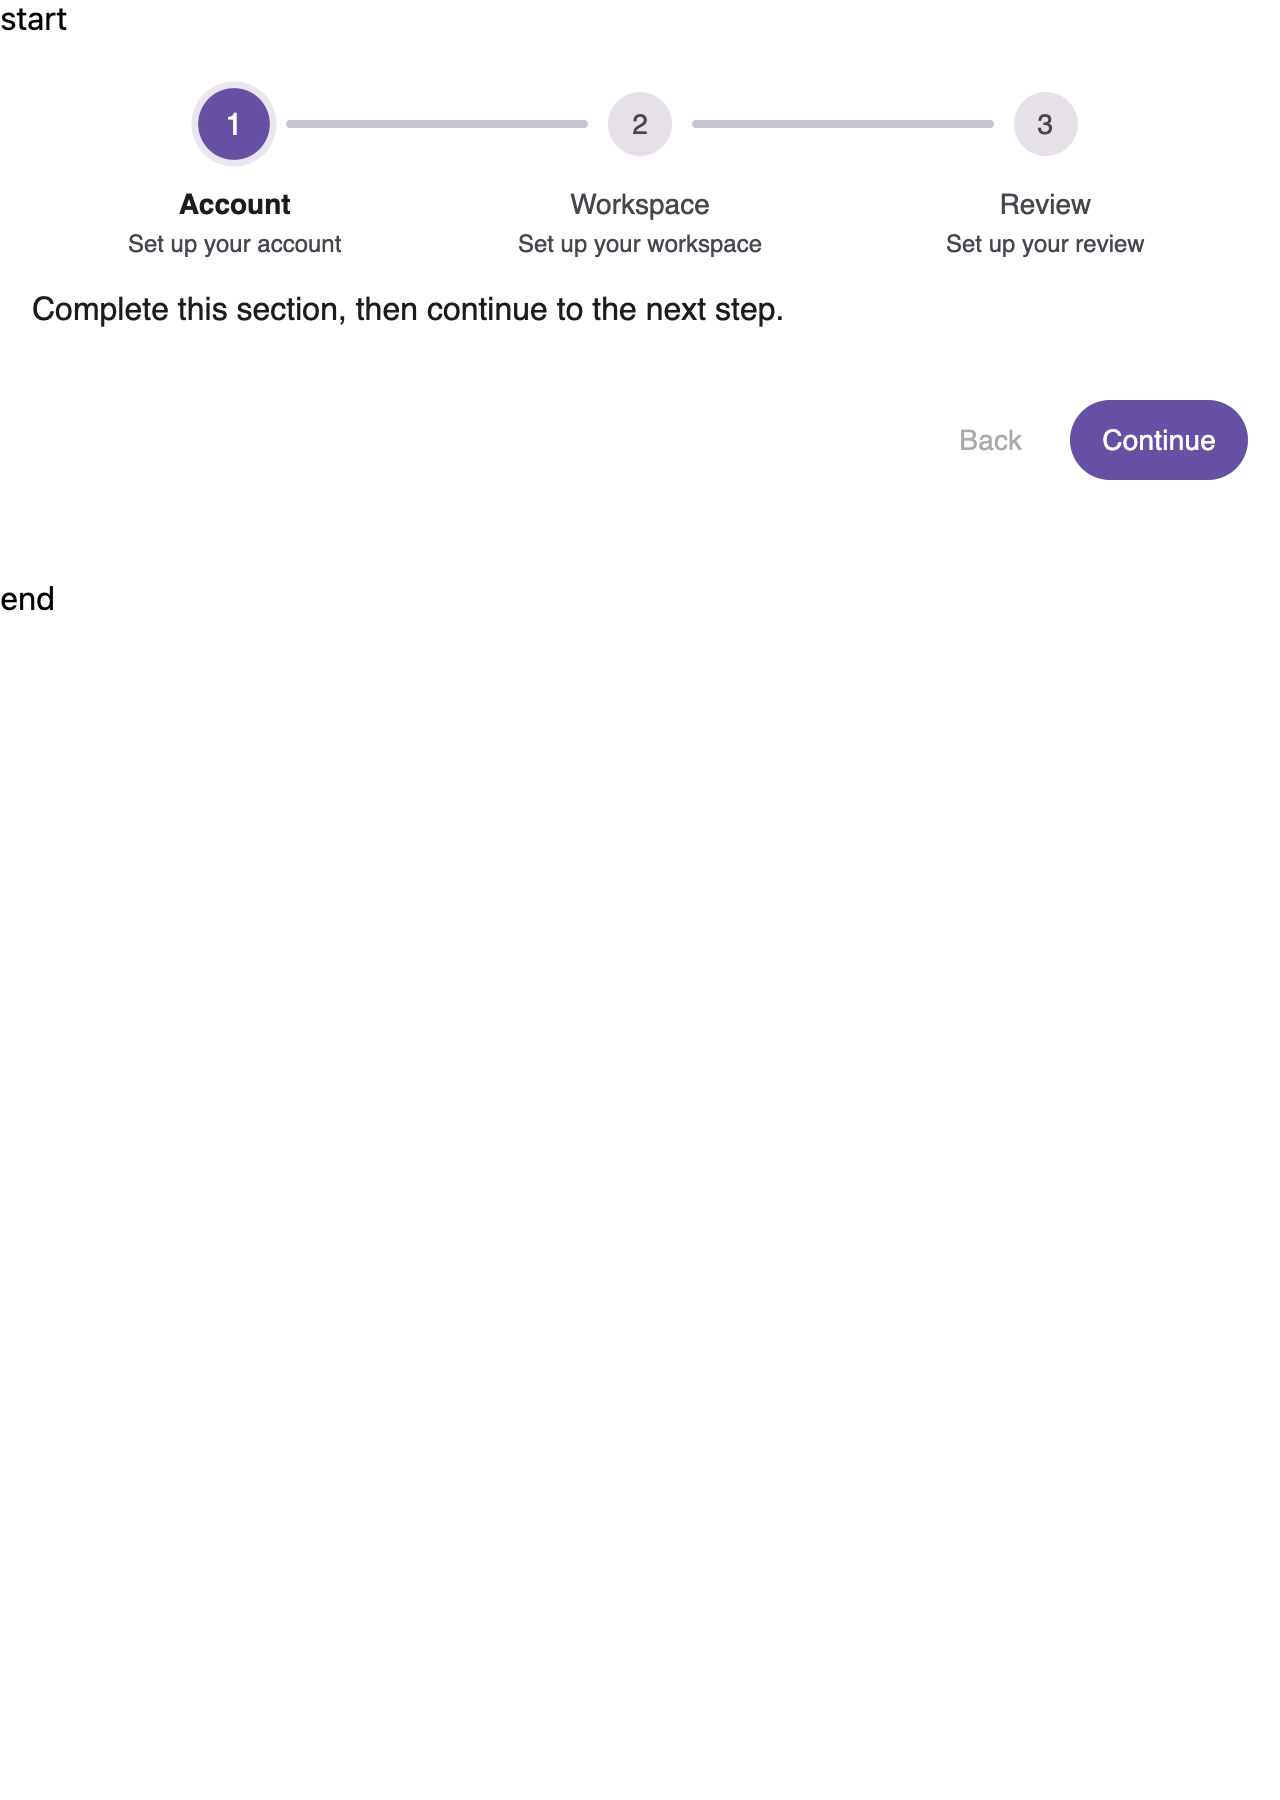 start
1
2
3
Account
Workspace
Review
Set up your account
Set up your workspace
Set up your review
Complete this section, then continue to the next step.
Back
Continue
end